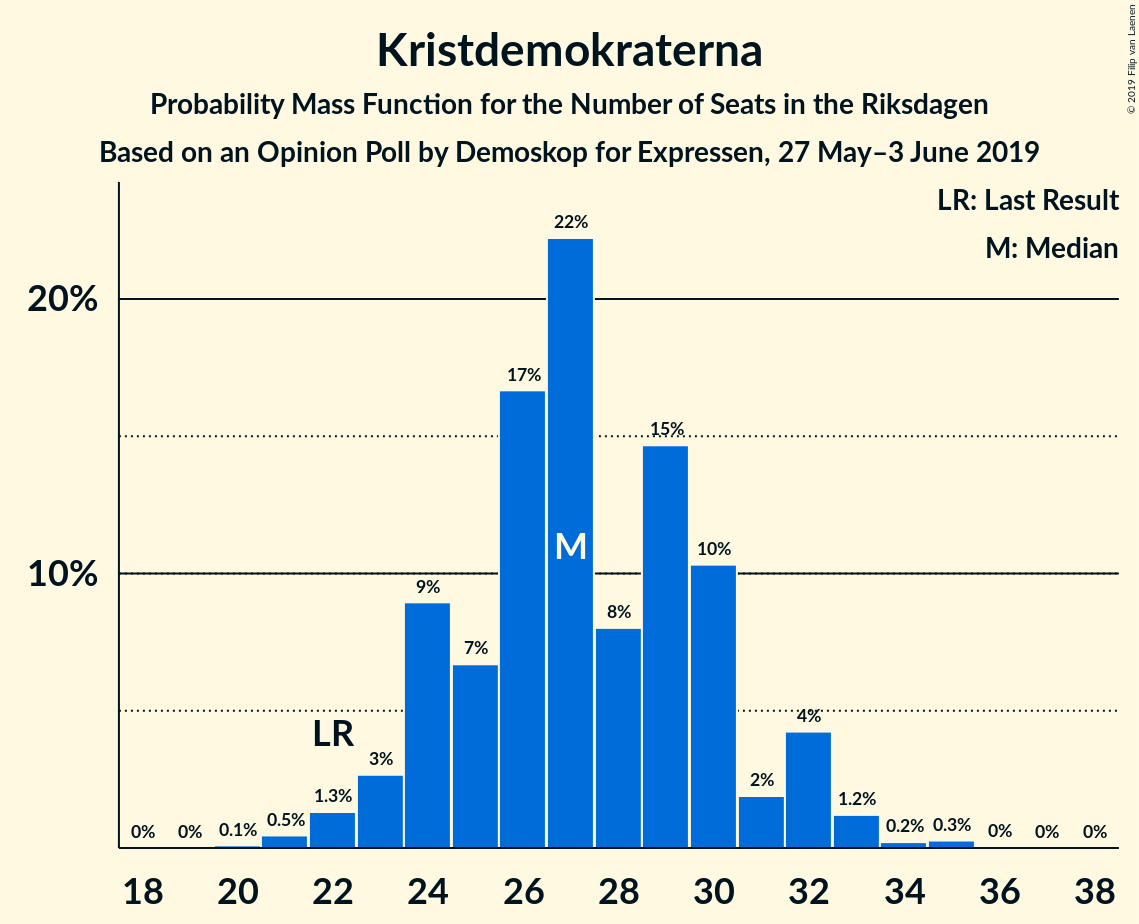 Kristdemokraterna
Probability Mass Function for the Number of Seats in the Riksdagen
Based on an Opinion Poll by Demoskop for Expressen, 27 May–3 June 2019
© 2019 Filip van Laenen
LR: Last Result
M: Median
20%
10%
0%
0%
0.1%
0.5%
1.3%
LR
3%
9%
7%
17%
22%
M
8%
15%
10%
2%
4%
1.2%
0.2%
0.3%
0%
0%
0%
18 20 22 24 26 28 30 32 34 36 38